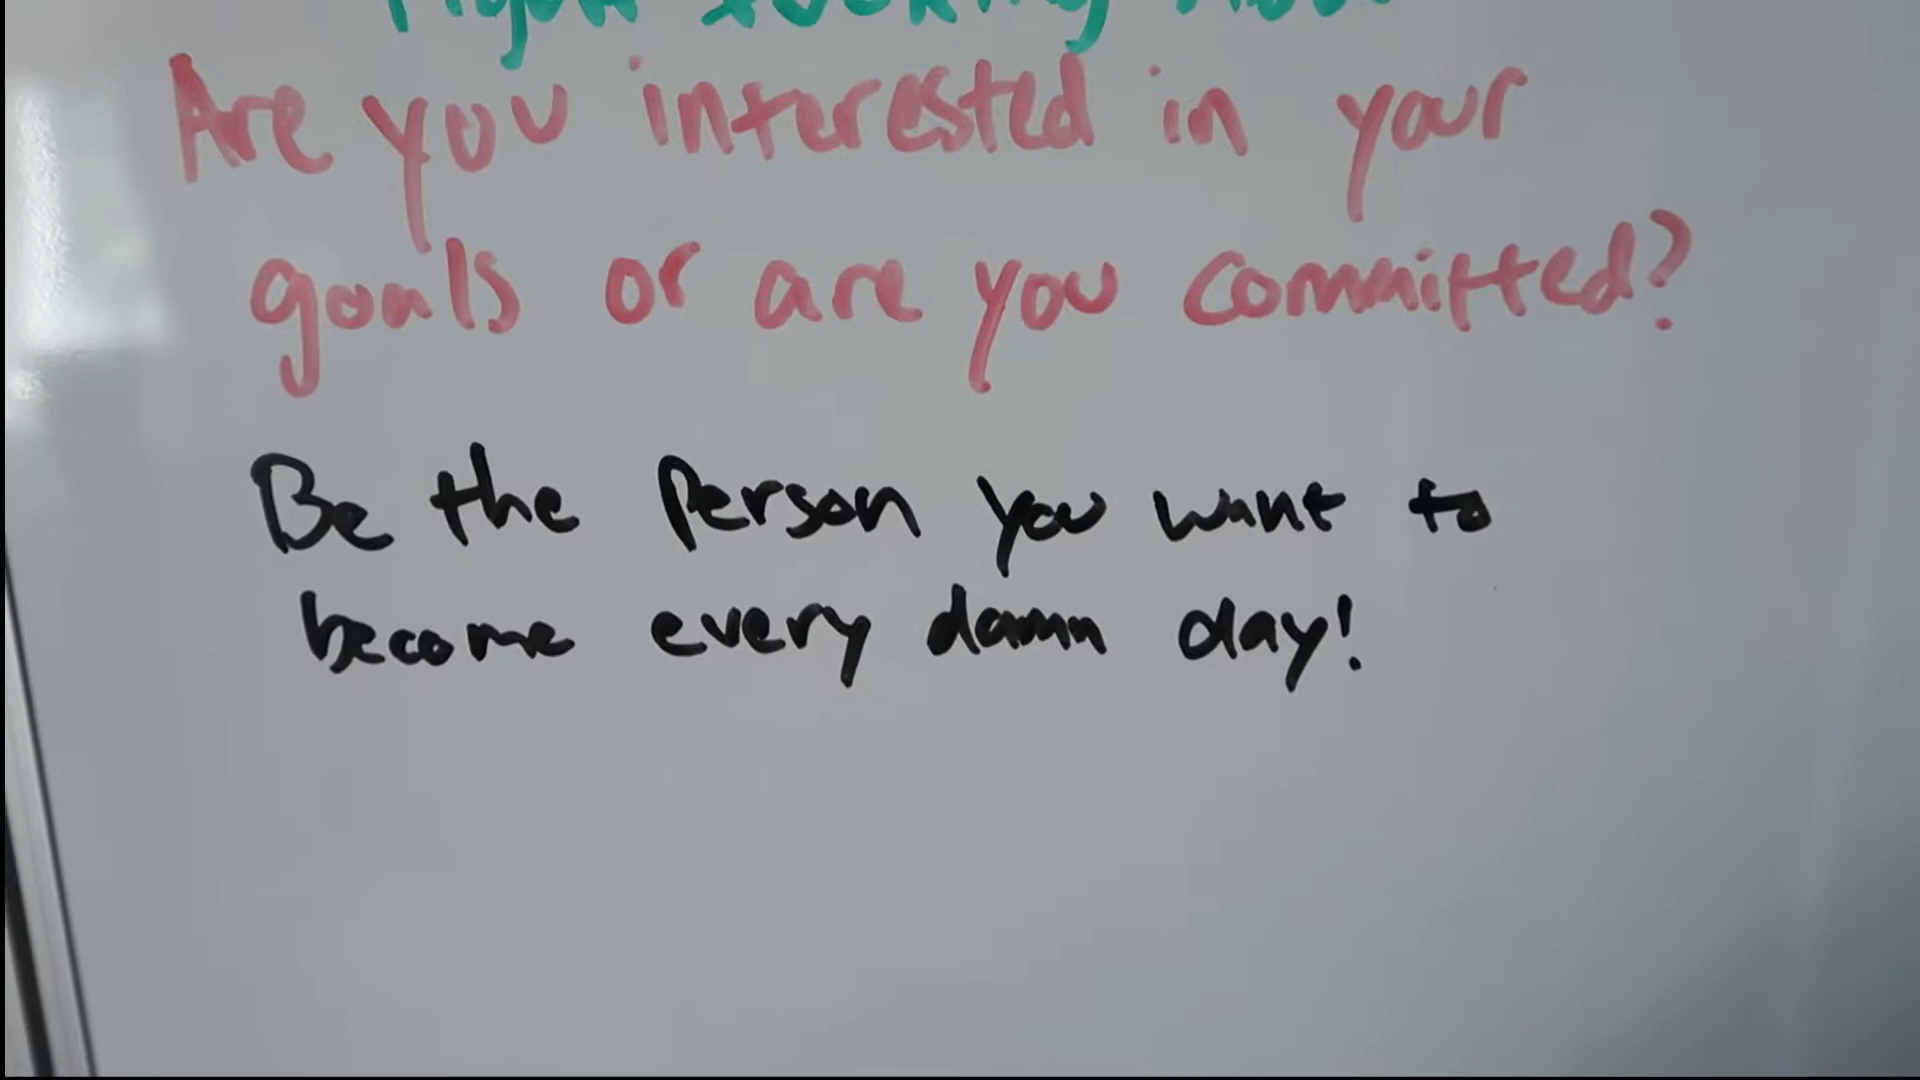 Are you interested in your
goals or are you committed?
Be the Person you want to
become every damn day!